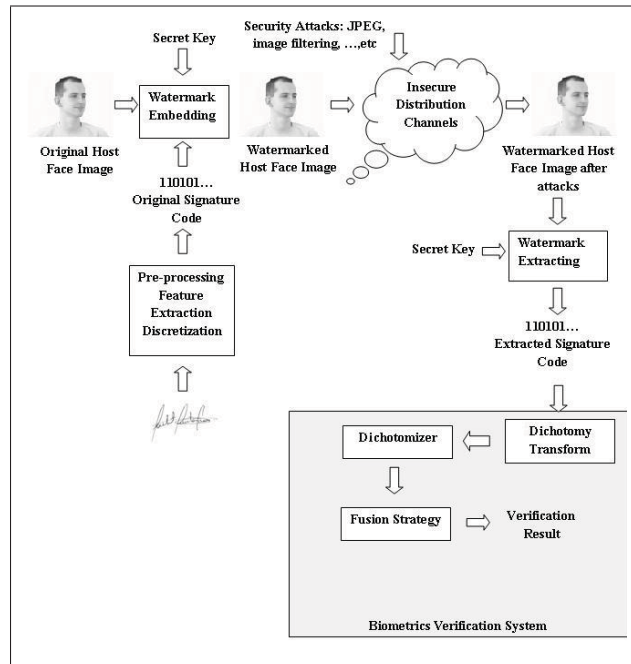 Security Attacks: JPEG,
image filtering, ...,etc
Secret Key
Watermark
Embedding
Insecure
Distribution
Channels
Original Host
Face Image
Watermarked
Host Face Image
Watermarked Host
Face Image after
attacks
110101...
Original Signature
Code
Secret Key
Watermark
Extracting
Pre-processing
Feature
Extraction
Discretization
110101...
Extracted Signature
Code
Dichotomizer
Dichotomy
Transform
Fusion Strategy
Verification
Result
Biometrics Verification System